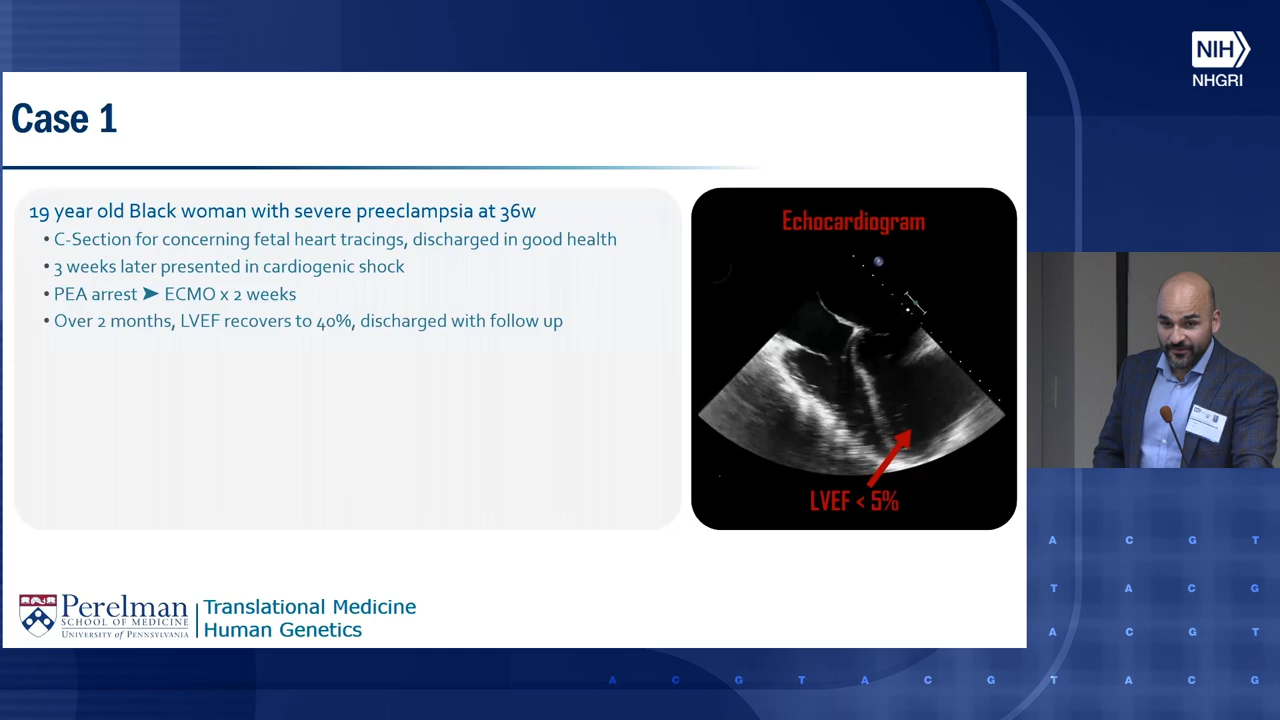 NIH
NHGRI
Case 1
19 year old Black woman with severe preeclampsia at 36w
• C-Section for concerning fetal heart tracings, discharged in good health
• 3 weeks later presented in cardiogenic shock
• PEA arrest ➤ ECMO x 2 weeks
• Over 2 months, LVEF recovers to 40%, discharged with follow up
Echocardiogram
LVEF < 5%
Perelman
SCHOOL OF MEDICINE
UNIVERSITY of PENNSYLVANIA
Translational Medicine
Human Genetics
A C G T
T A C G
A C G T
A C G T A C G T A C G